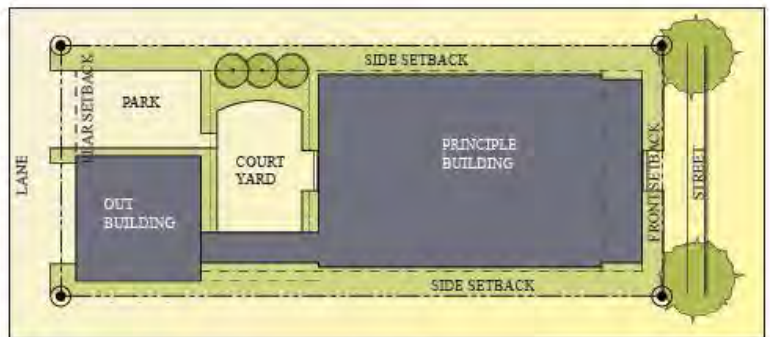 SIDE SETBACK
REAR SETBACK
PARK
LANE
COURT
YARD
PRINCIPLE
BUILDING
OUT
BUILDING
FRONT SETBACK
STREET
SIDE SETBACK